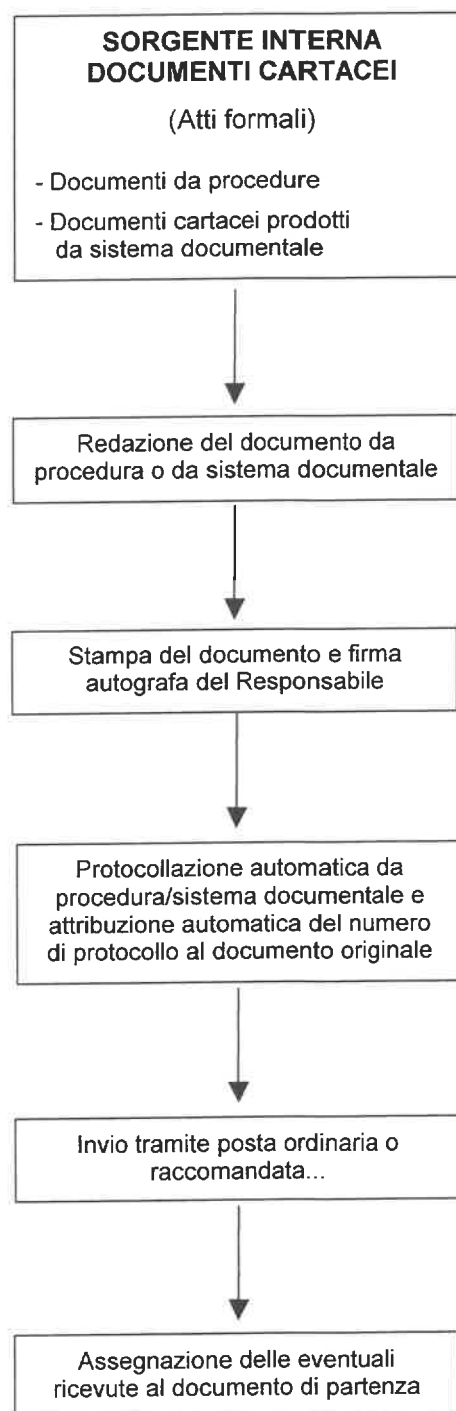 SORGENTE INTERNA
DOCUMENTI CARTACEI
(Atti formali)
- Documenti da procedure
- Documenti cartacei prodotti
da sistema documentale
Redazione del documento da
procedura o da sistema documentale
Stampa del documento e firma
autografa del Responsabile
Protocollazione automatica da
procedura/sistema documentale e
attribuzione automatica del numero
di protocollo al documento originale
Invio tramite posta ordinaria o
raccomandata...
Assegnazione delle eventuali
ricevute al documento di partenza